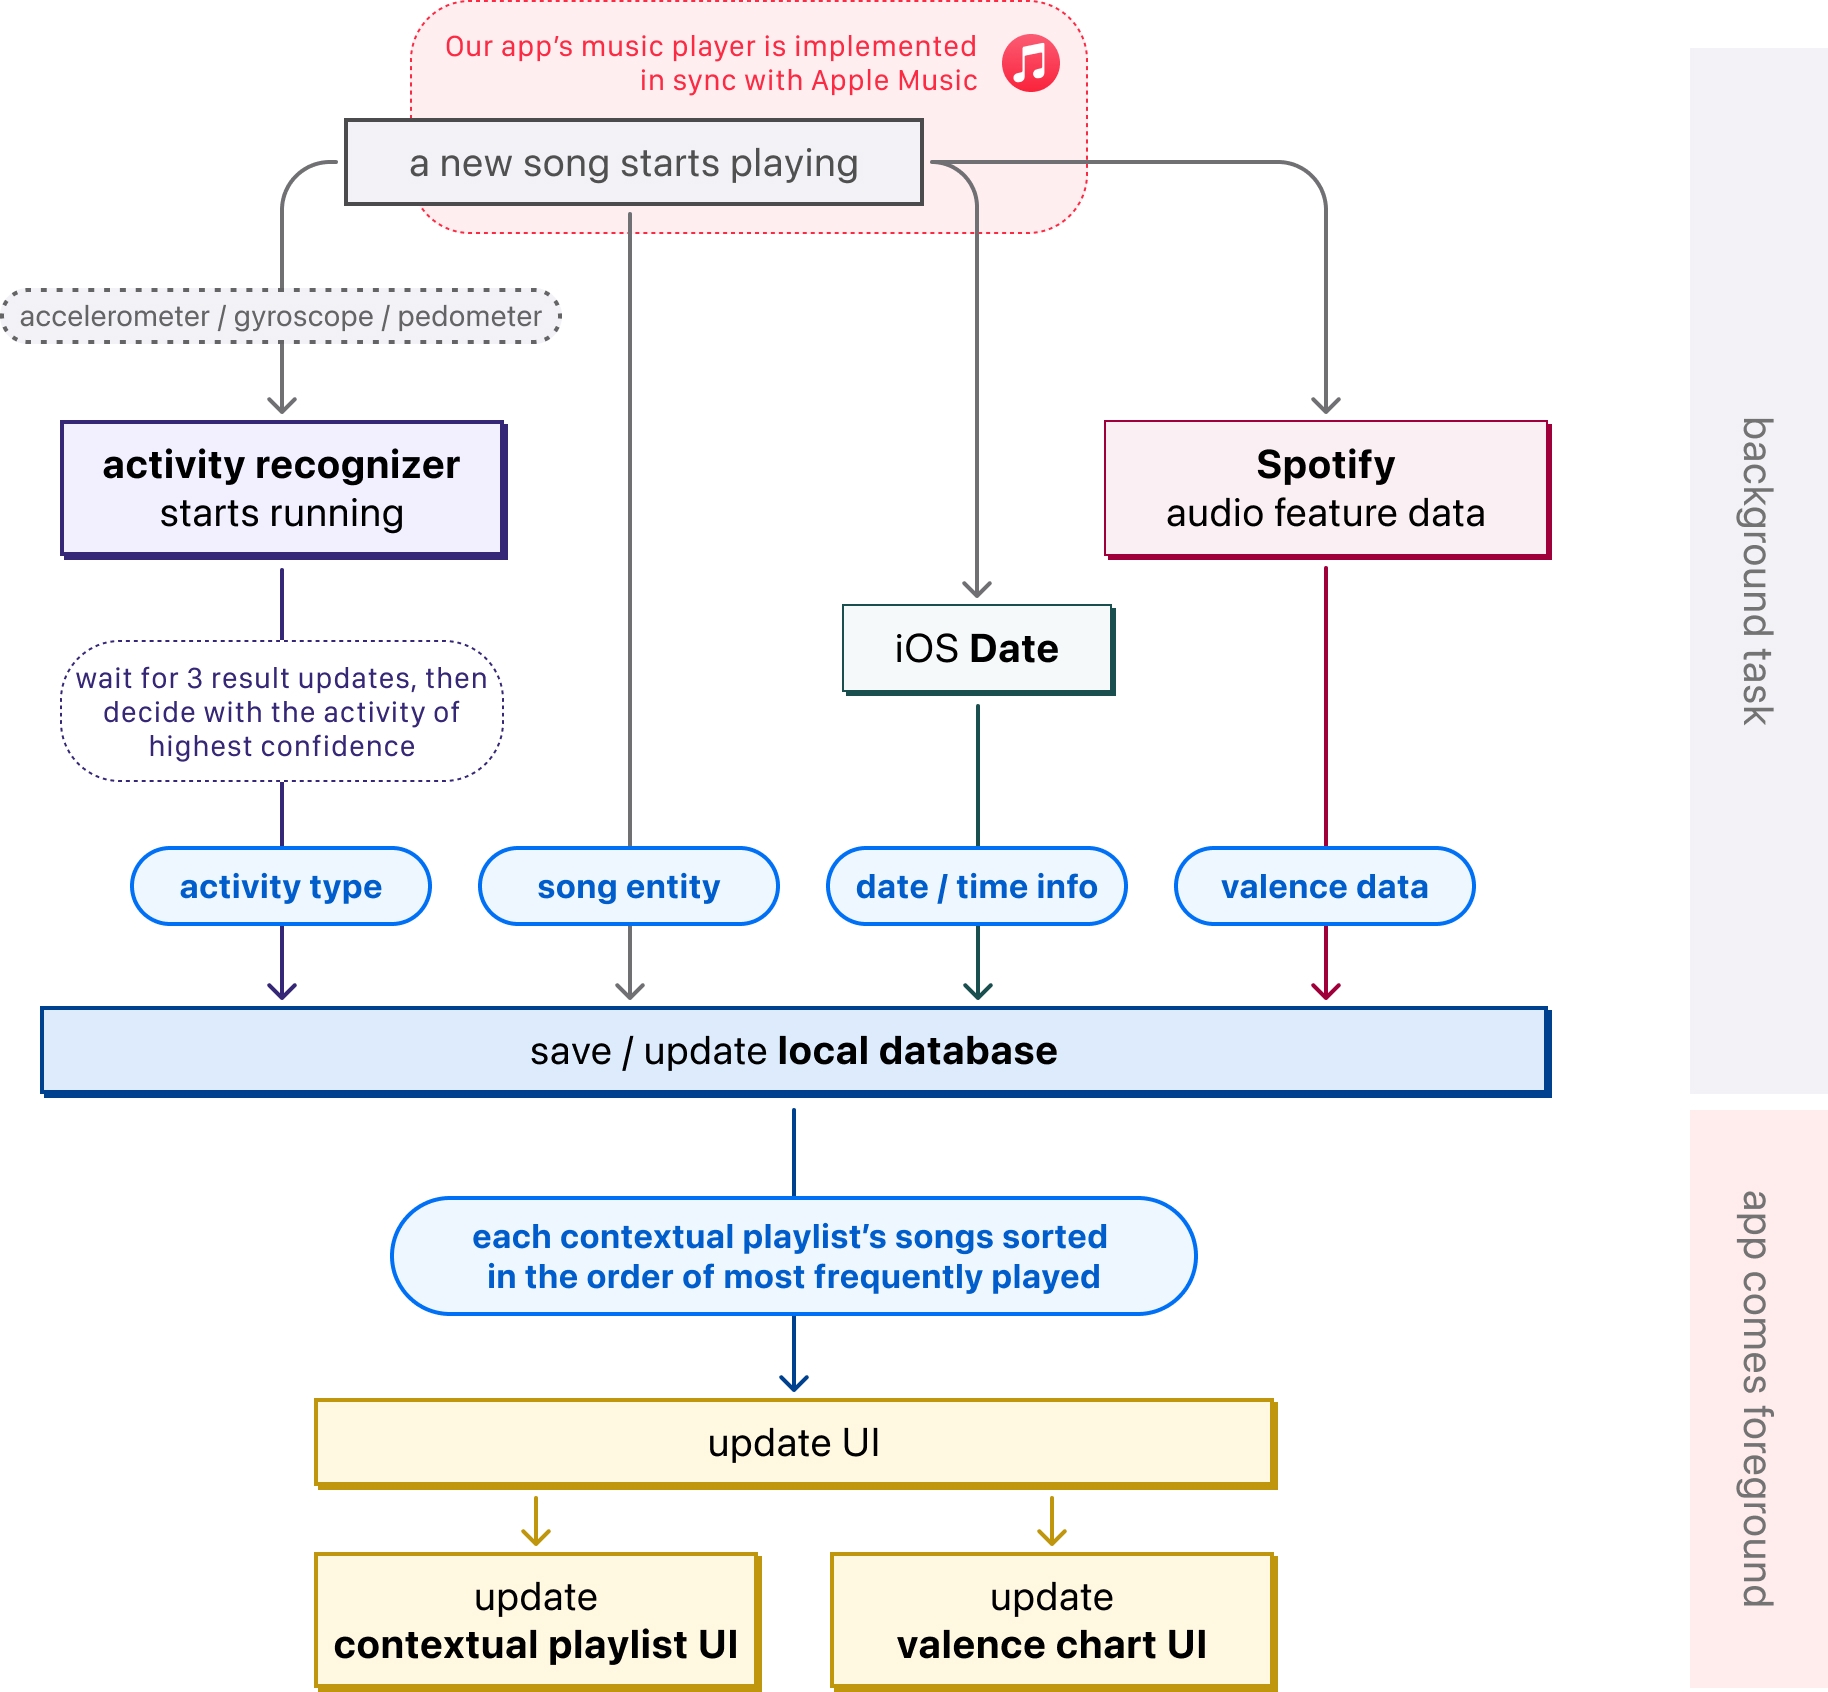 Our app’s music player is implemented
in sync with Apple Music
a new song starts playing
accelerometer / gyroscope / pedometer
activity recognizer
starts running
Spotify
audio feature data
iOS Date
wait for 3 result updates, then
decide with the activity of
highest confidence
activity type
song entity
date / time info
valence data
save / update local database
each contextual playlist’s songs sorted
in the order of most frequently played
update UI
update
contextual playlist UI
update
valence chart UI
background task
app comes foreground